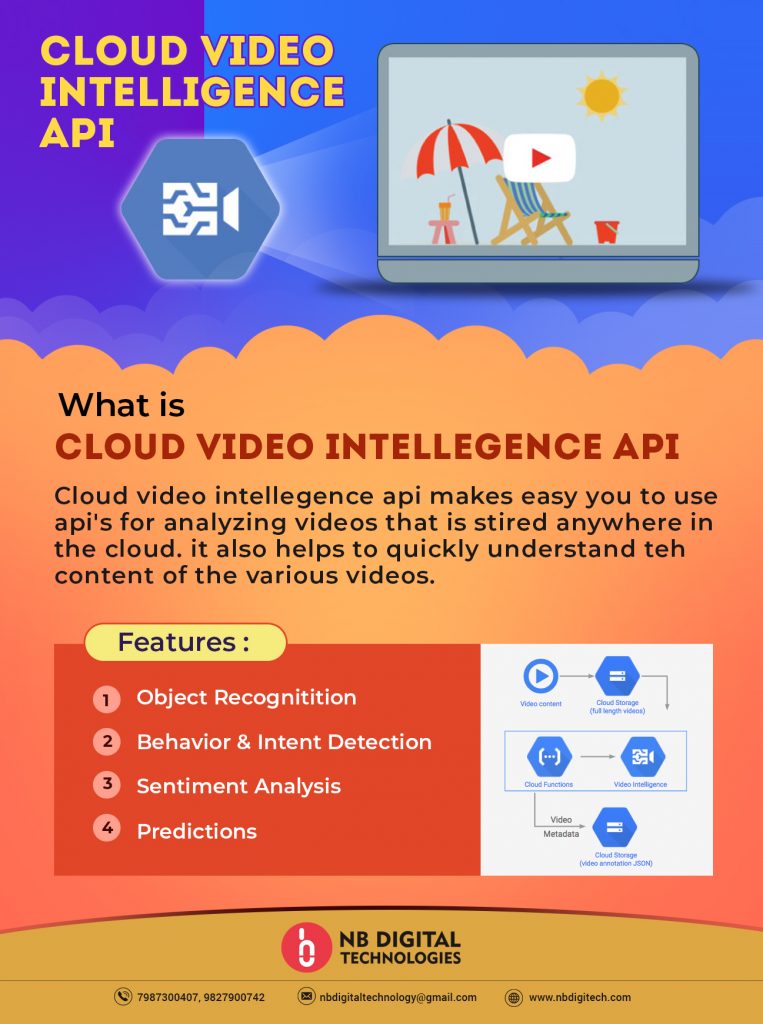 CLOUD VIDEO
INTELLIGENCE
API
What is
CLOUD VIDEO INTELLEGENCE API
Cloud video intellegence api makes easy you to use
api's for analyzing videos that is stired anywhere in
the cloud. it also helps to quickly understand teh
content of the various videos.
Features :
1 Object Recognitition
2 Behavior & Intent Detection
3 Sentiment Analysis
4 Predictions
Video content
Cloud Storage
(full length videos)
Cloud Functions
Video Intelligence
Video
Metadata
Cloud Storage
(video annotation JSON)
NB DIGITAL
TECHNOLOGIES
7987300407, 9827900742
nbdigitaltechnology@gmail.com
www.nbdigitech.com